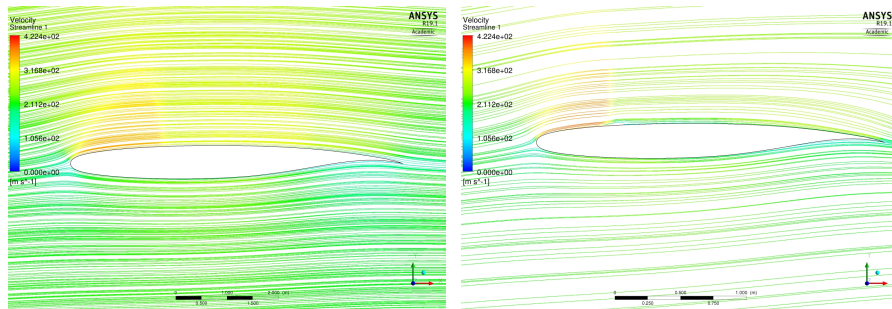 Velocity
Streamline 1
4.224e+02
3.168e+02
2.112e+02
1.056e+02
0.000e+00
[m s^-1]
ANSYS
R19.1
Academic
0
1.000
2.000 (m)
0.500
1.500
Velocity
Streamline 1
4.224e+02
3.168e+02
2.112e+02
1.056e+02
0.000e+00
[m s^-1]
ANSYS
R19.1
Academic
0
0.500
1.000 (m)
0.250
0.750